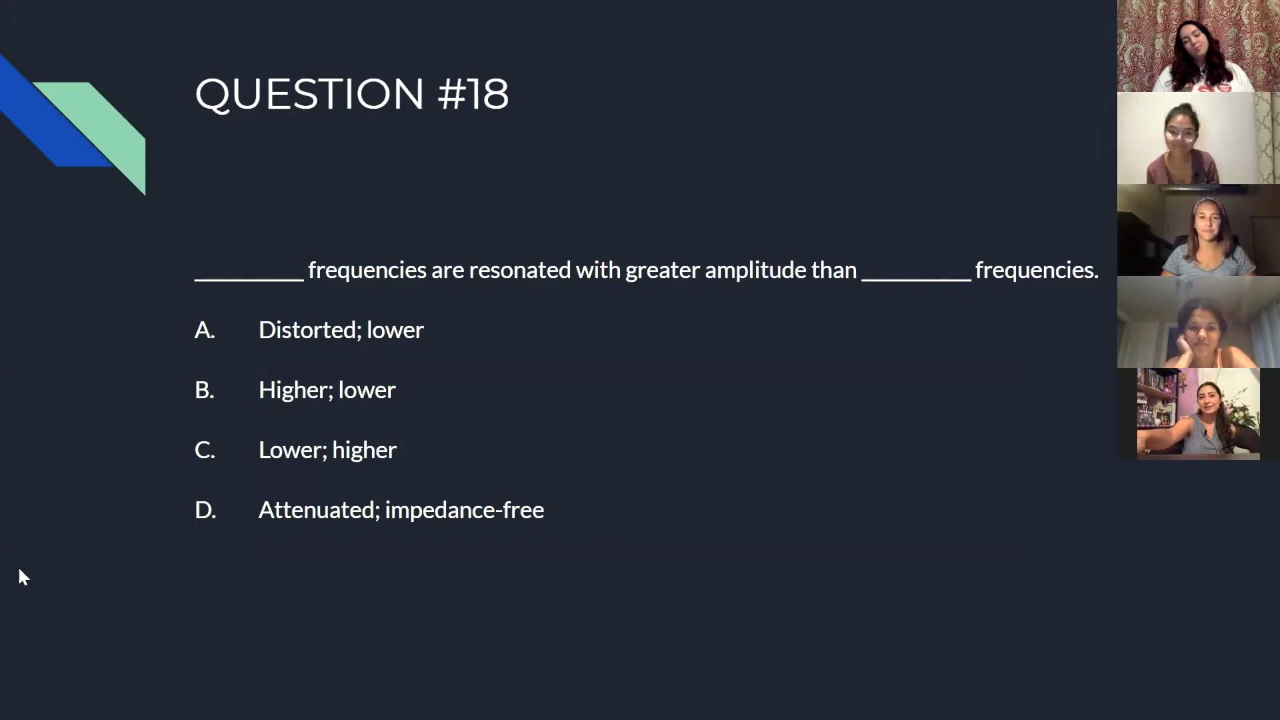 QUESTION #18
__________ frequencies are resonated with greater amplitude than __________ frequencies.
A. Distorted; lower
B. Higher; lower
C. Lower; higher
D. Attenuated; impedance-free